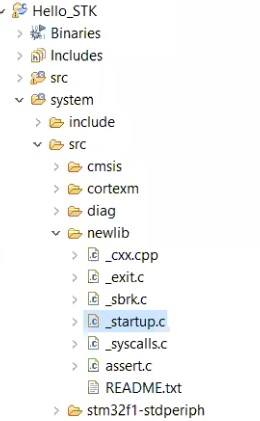 Hello_STK
Binaries
Includes
src
system
include
src
cmsis
cortexm
diag
newlib
_cxx.cpp
_exit.c
_sbrk.c
_startup.c
_syscalls.c
assert.c
README.txt
stm32f1-stdperiph